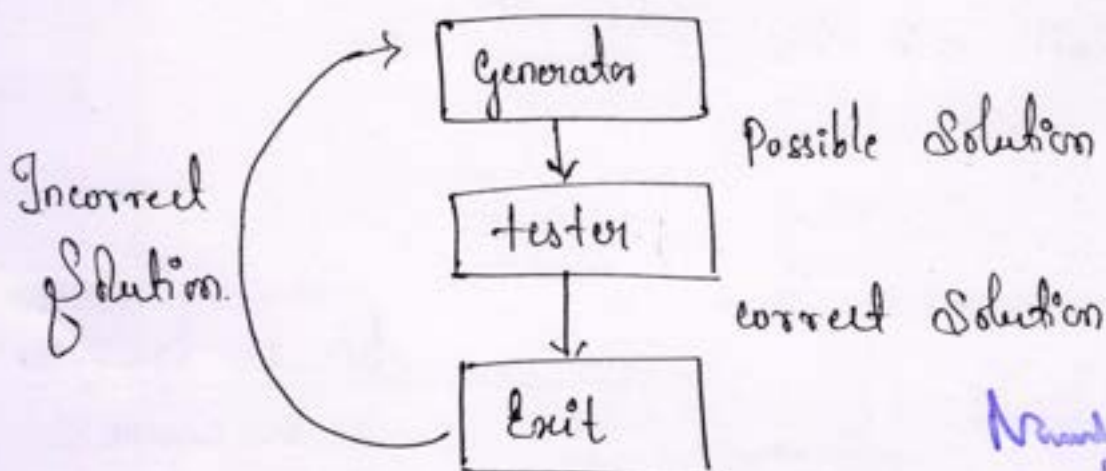 Generator
Possible Solution
Incorrect
Solution.
tester
correct Solution
Exit